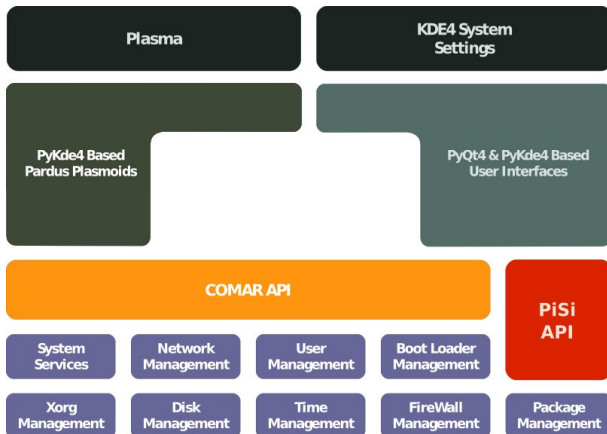 Plasma
KDE4 System
Settings
PyKde4 Based
Pardus Plasmoids
PyQt4 & PyKde4 Based
User Interfaces
COMAR API
PiSi
API
System
Services
Network
Management
User
Management
Boot Loader
Management
Xorg
Management
Disk
Management
Time
Management
FireWall
Management
Package
Management